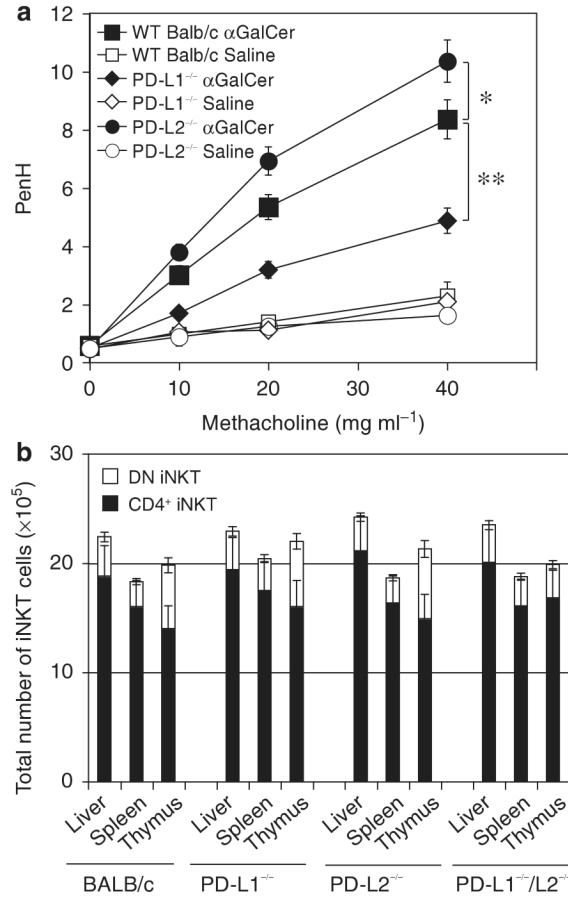 a
PenH
12
10
8
6
4
2
0
WT Balb/c αGalCer
WT Balb/c Saline
PD-L1⁻/⁻ αGalCer
PD-L1⁻/⁻ Saline
PD-L2⁻/⁻ αGalCer
PD-L2⁻/⁻ Saline
*
**
0 10 20 30 40
Methacholine (mg ml⁻¹)
b
Total number of iNKT cells (×10⁵)
30
20
10
0
DN iNKT
CD4⁺ iNKT
Liver Spleen Thymus Liver Spleen Thymus Liver Spleen Thymus Liver Spleen Thymus
BALB/c PD-L1⁻/⁻ PD-L2⁻/⁻ PD-L1⁻/⁻/L2⁻/⁻